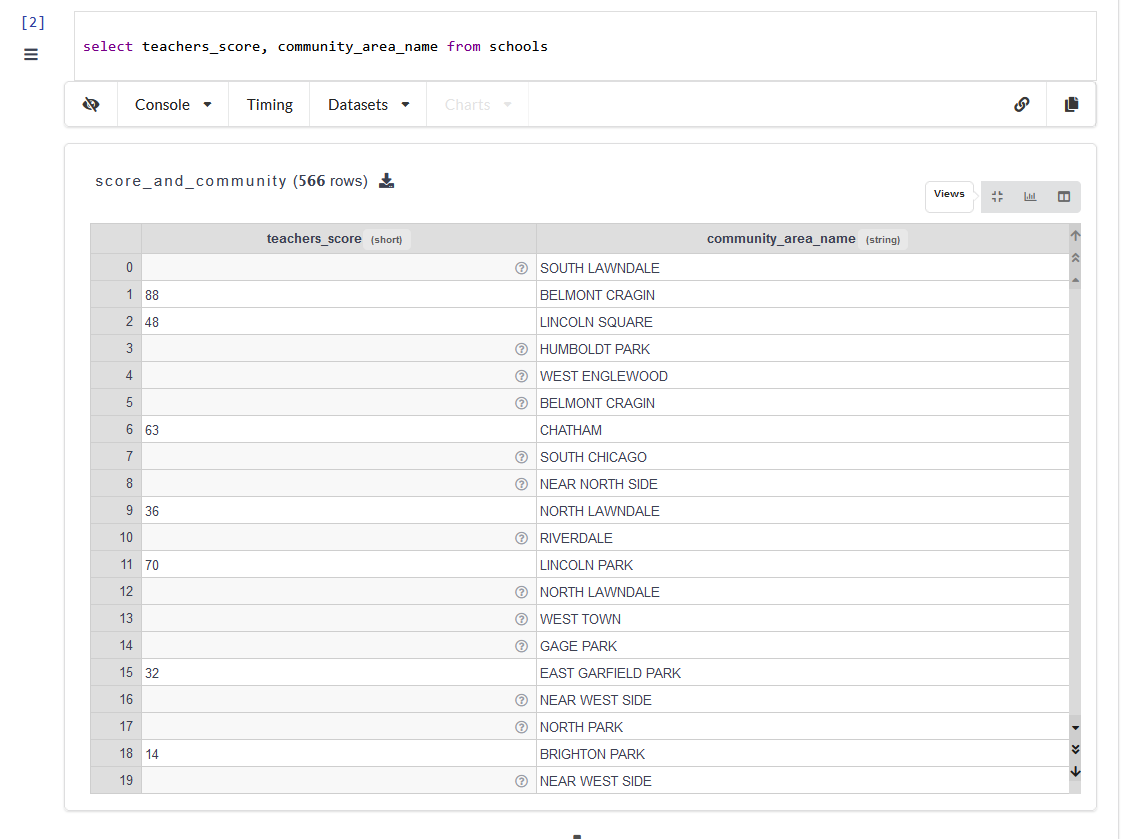 [2]
select teachers_score, community_area_name from schools
Console Timing Datasets Charts
score_and_community (566 rows)
Views
teachers_score (short) community_area_name (string)
0 ? SOUTH LAWNDALE
1 88 BELMONT CRAGIN
2 48 LINCOLN SQUARE
3 ? HUMBOLDT PARK
4 ? WEST ENGLEWOOD
5 ? BELMONT CRAGIN
6 63 CHATHAM
7 ? SOUTH CHICAGO
8 ? NEAR NORTH SIDE
9 36 NORTH LAWNDALE
10 ? RIVERDALE
11 70 LINCOLN PARK
12 ? NORTH LAWNDALE
13 ? WEST TOWN
14 ? GAGE PARK
15 32 EAST GARFIELD PARK
16 ? NEAR WEST SIDE
17 ? NORTH PARK
18 14 BRIGHTON PARK
19 ? NEAR WEST SIDE